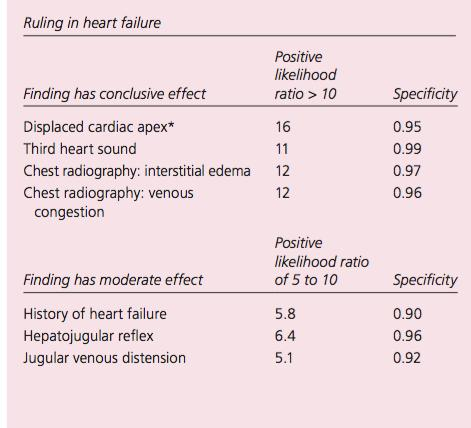 Ruling in heart failure
Positive
likelihood
Finding has conclusive effect ratio > 10 Specificity
Displaced cardiac apex* 16 0.95
Third heart sound 11 0.99
Chest radiography: interstitial edema 12 0.97
Chest radiography: venous 12 0.96
congestion
Positive
likelihood ratio
Finding has moderate effect of 5 to 10 Specificity
History of heart failure 5.8 0.90
Hepatojugular reflex 6.4 0.96
Jugular venous distension 5.1 0.92